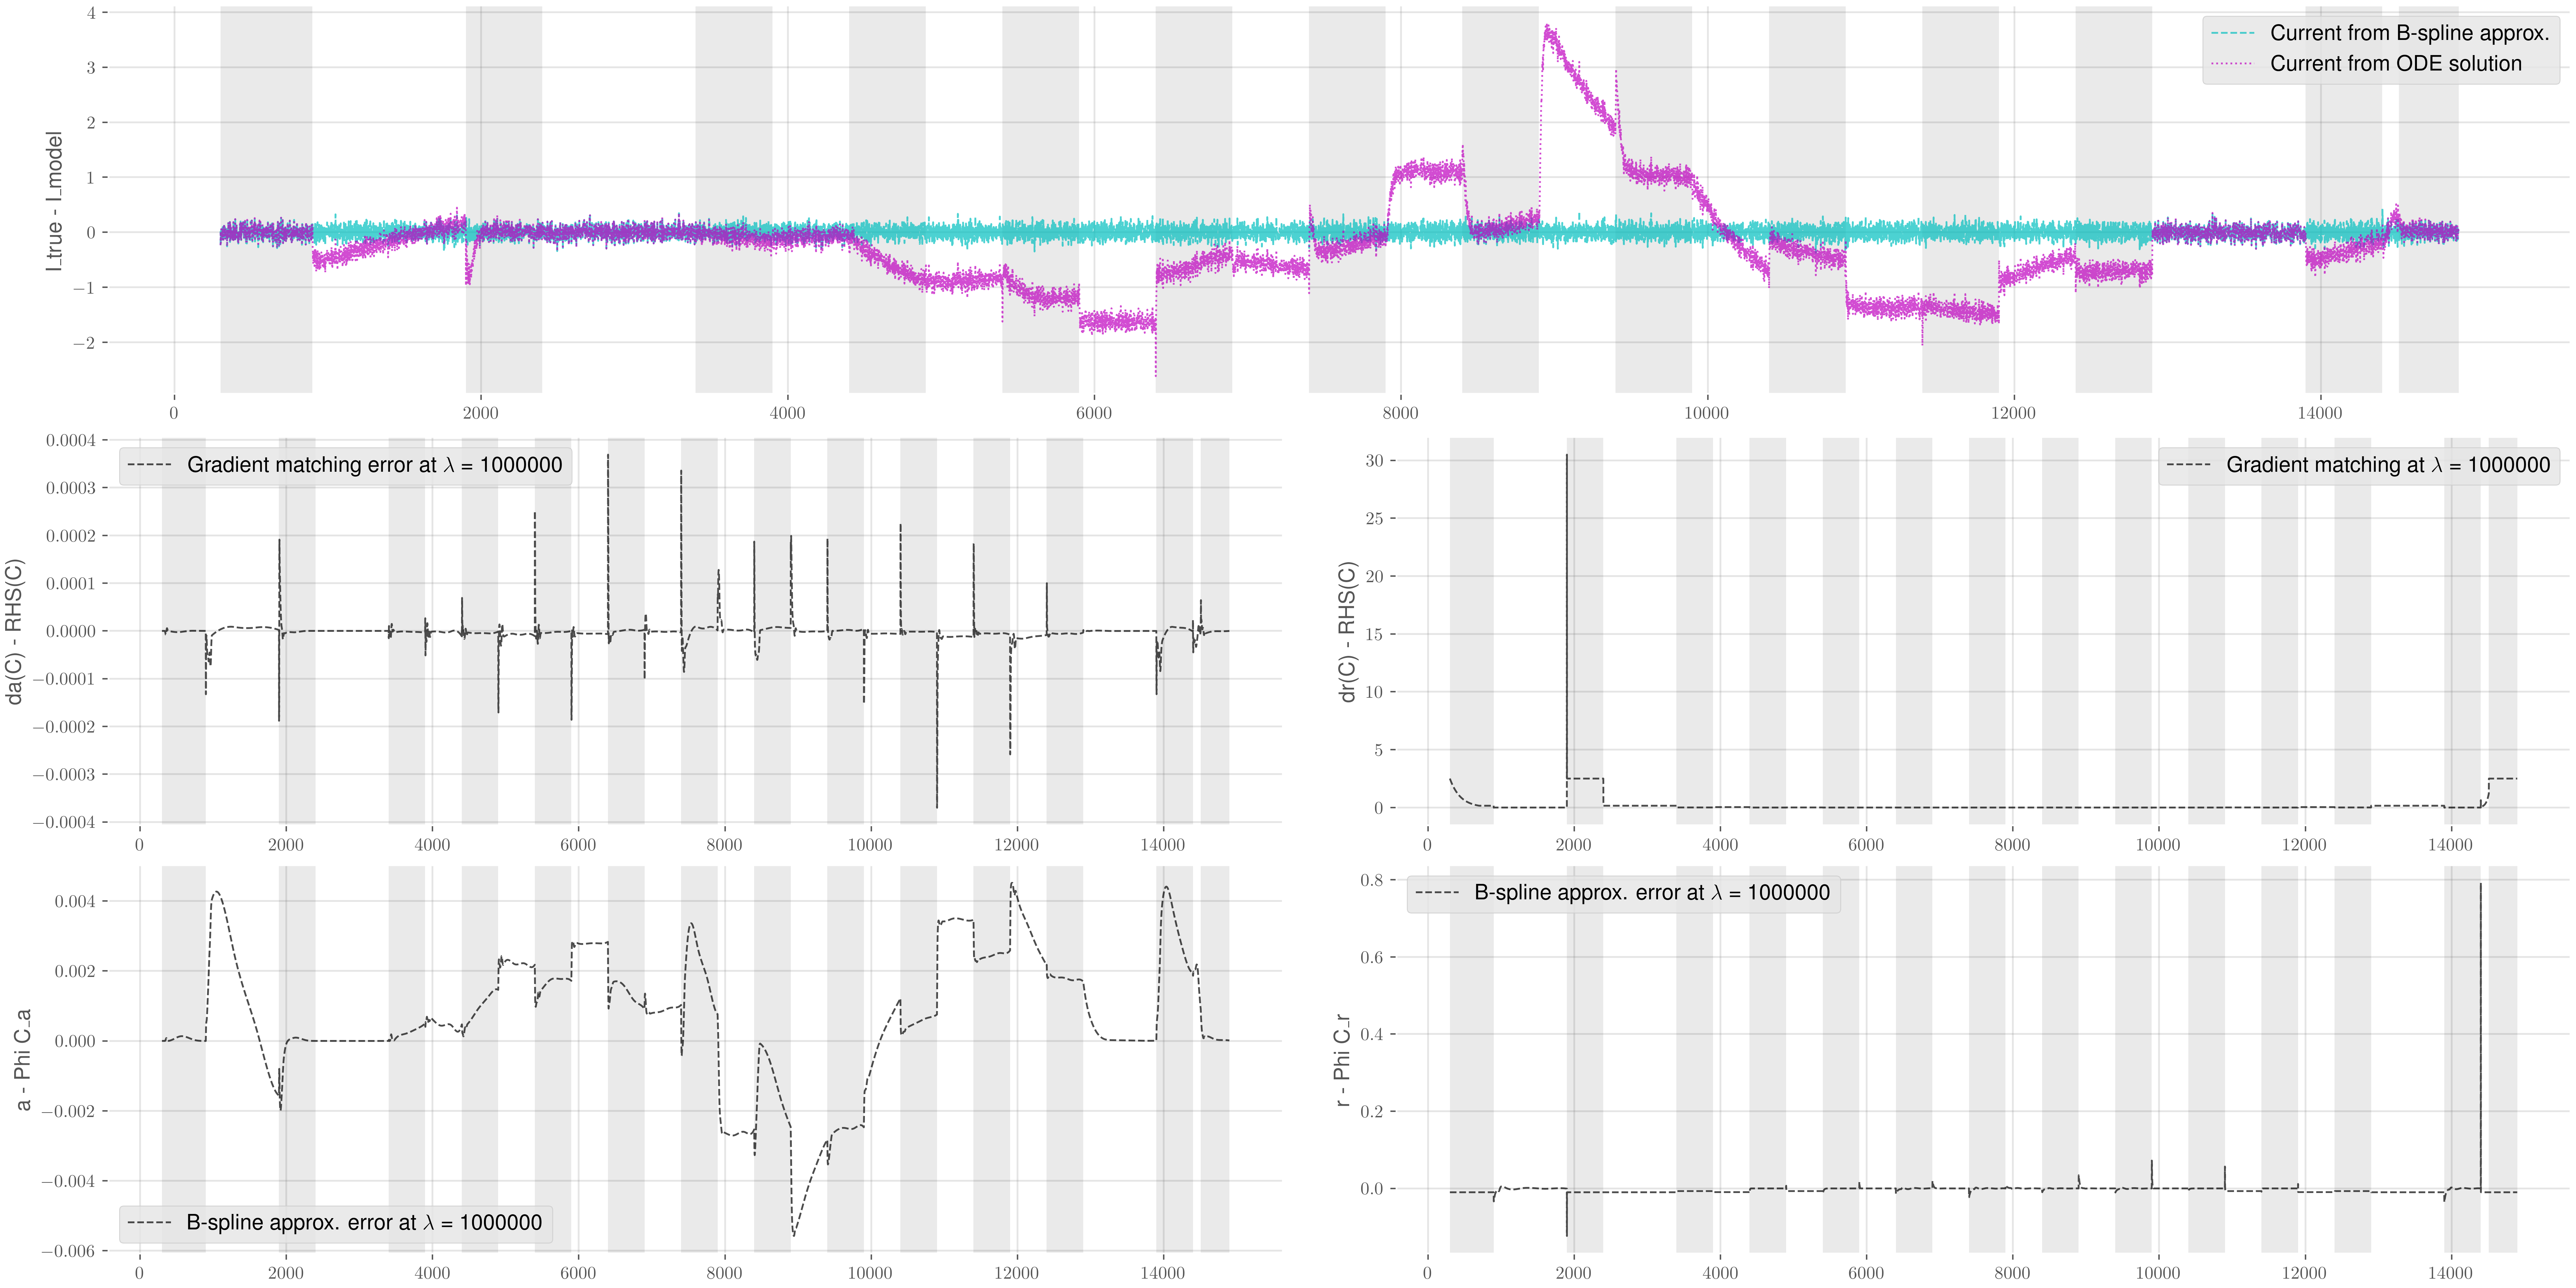 I_true - I_model
4
3
2
1
0
−1
−2
Current from B-spline approx.
Current from ODE solution
0 2000 4000 6000 8000 10000 12000 14000
da(C) - RHS(C)
0.0004
0.0003
0.0002
0.0001
0.0000
−0.0001
−0.0002
−0.0003
−0.0004
Gradient matching error at λ = 1000000
0 2000 4000 6000 8000 10000 12000 14000
dr(C) - RHS(C)
30
25
20
15
10
5
0
Gradient matching at λ = 1000000
0 2000 4000 6000 8000 10000 12000 14000
a - Phi C_a
0.004
0.002
0.000
−0.002
−0.004
−0.006
B-spline approx. error at λ = 1000000
0 2000 4000 6000 8000 10000 12000 14000
r - Phi C_r
0.8
0.6
0.4
0.2
0.0
B-spline approx. error at λ = 1000000
0 2000 4000 6000 8000 10000 12000 14000